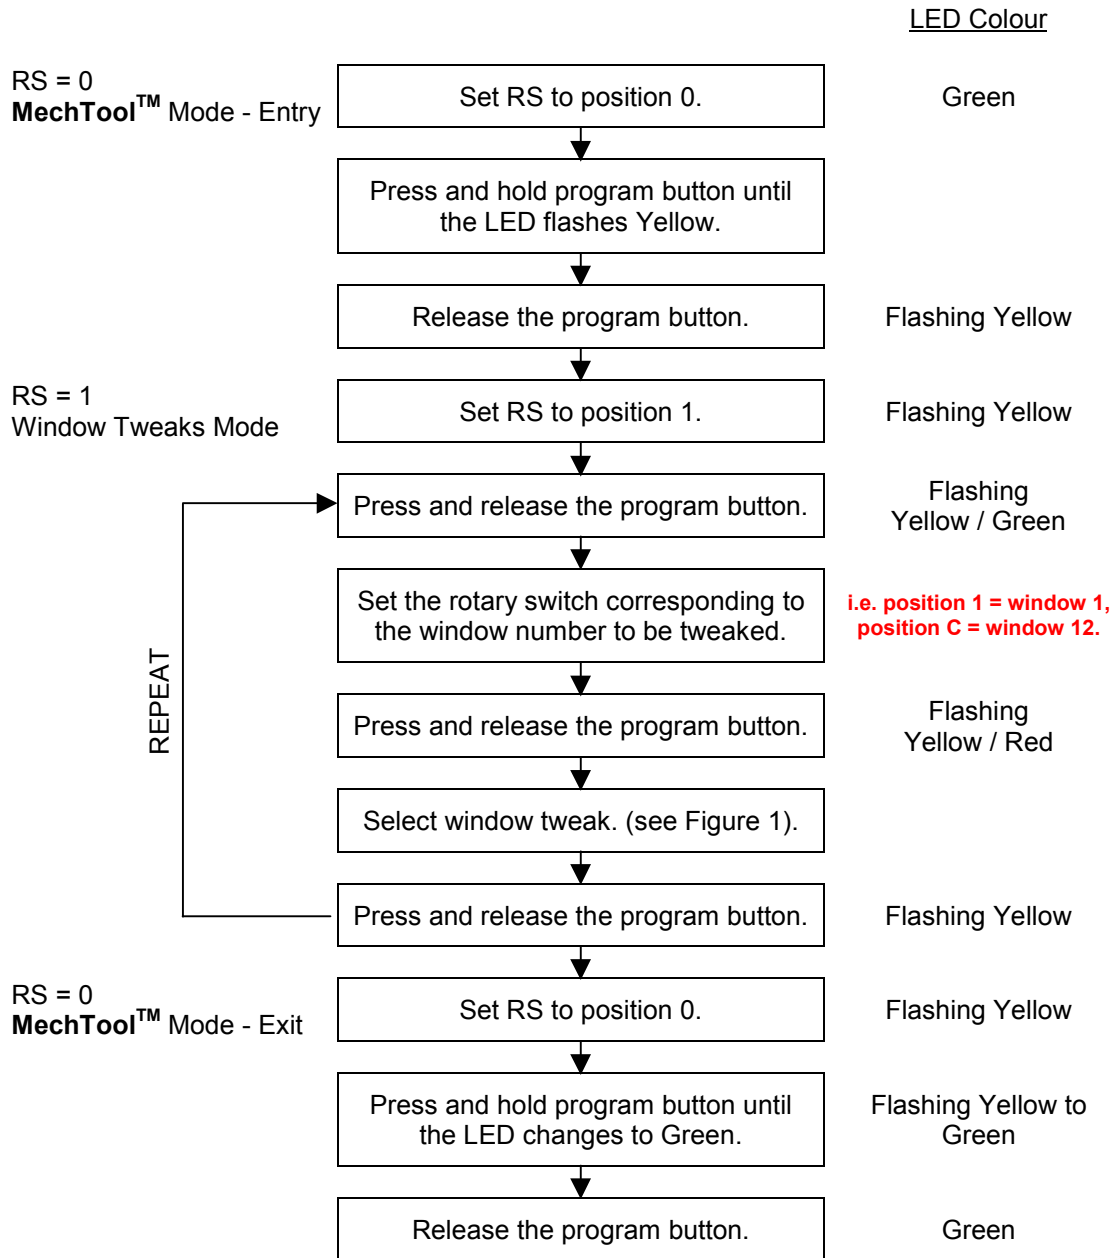 LED Colour
RS = 0
MechTool™ Mode - Entry
Set RS to position 0.
Green
Press and hold program button until
the LED flashes Yellow.
Release the program button.
Flashing Yellow
RS = 1
Window Tweaks Mode
Set RS to position 1.
Flashing Yellow
Press and release the program button.
Flashing
Yellow / Green
Set the rotary switch corresponding to
the window number to be tweaked.
i.e. position 1 = window 1,
position C = window 12.
REPEAT
Press and release the program button.
Flashing
Yellow / Red
Select window tweak. (see Figure 1).
Press and release the program button.
Flashing Yellow
RS = 0
MechTool™ Mode - Exit
Set RS to position 0.
Flashing Yellow
Press and hold program button until
the LED changes to Green.
Flashing Yellow to
Green
Release the program button.
Green